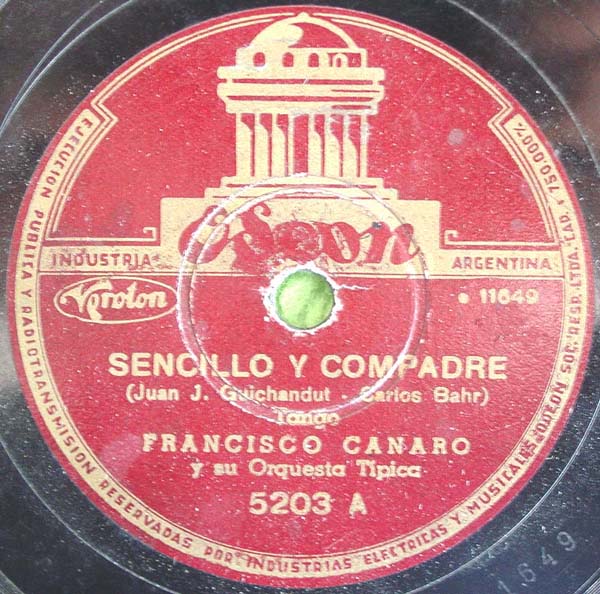 Odeon
INDUSTRIA
ARGENTINA
Voroton
• 11649
SENCILLO Y COMPADRE
(Juan J. Guichandut - Carlos Bahr)
Tango
FRANCISCO CANARO
y su Orquesta Típica
5203 A
EJECUCION PUBLICA Y RADIOTRANSMISION RESERVADAS POR INDUSTRIAS ELECTRICAS Y MUSICALES ODEON SOC. RESP. LTDA. CAP. $ 750.000%
1649